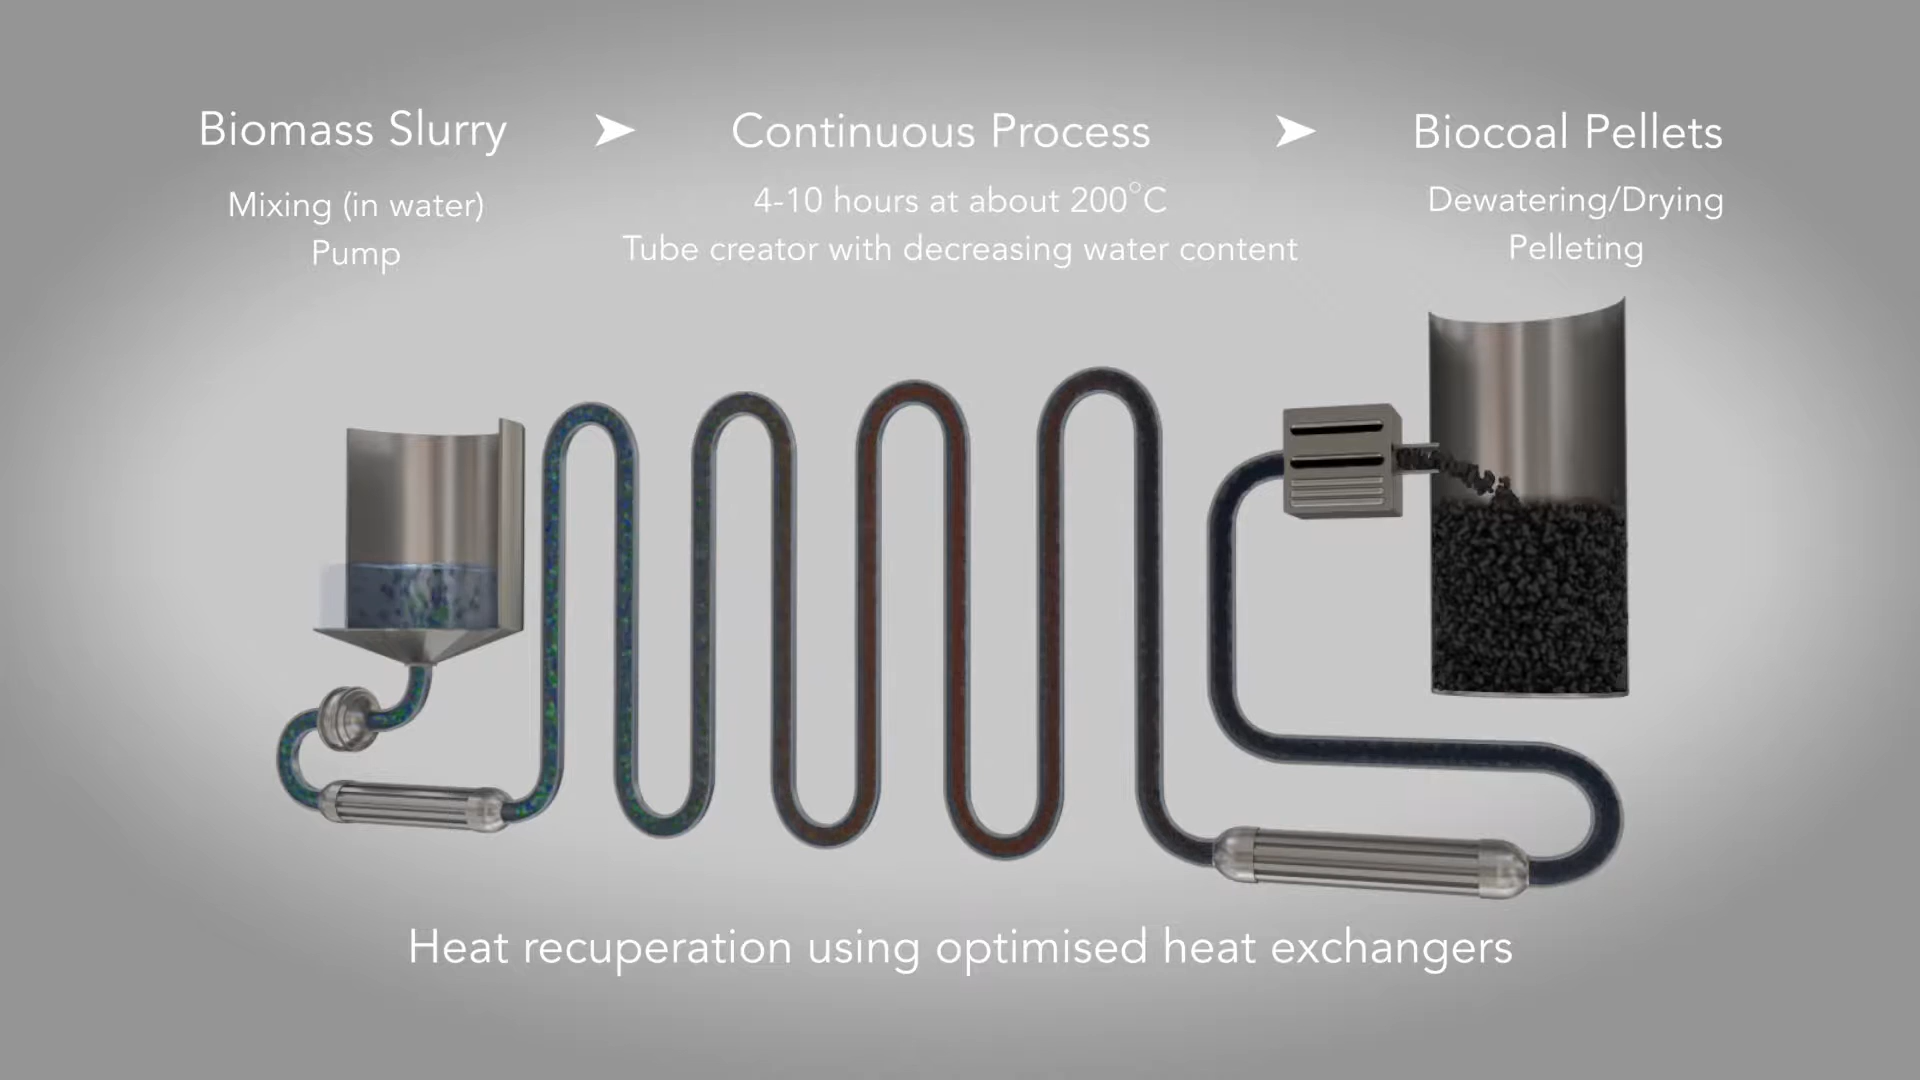 Biomass Slurry ➤ Continuous Process ➤ Biocoal Pellets
Mixing (in water)
Pump
4-10 hours at about 200°C
Tube creator with decreasing water content
Dewatering/Drying
Pelleting
Heat recuperation using optimised heat exchangers